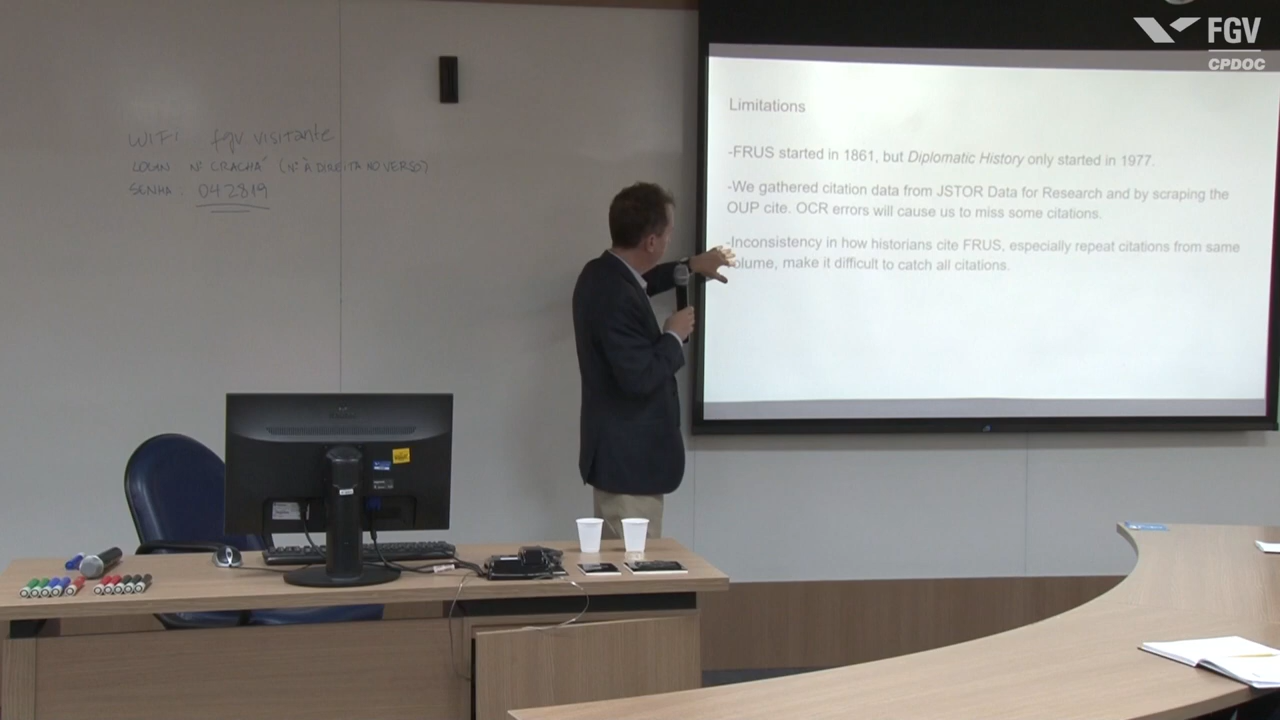 WIFI fgv visitante
LOGIN Nº CRACHÁ (Nº À DIREITA NO VERSO)
SENHA: 042819
FGV
CPDOC
Limitations
-FRUS started in 1861, but Diplomatic History only started in 1977.
-We gathered citation data from JSTOR Data for Research and by scraping the
OUP cite. OCR errors will cause us to miss some citations.
-Inconsistency in how historians cite FRUS, especially repeat citations from same
volume, make it difficult to catch all citations.